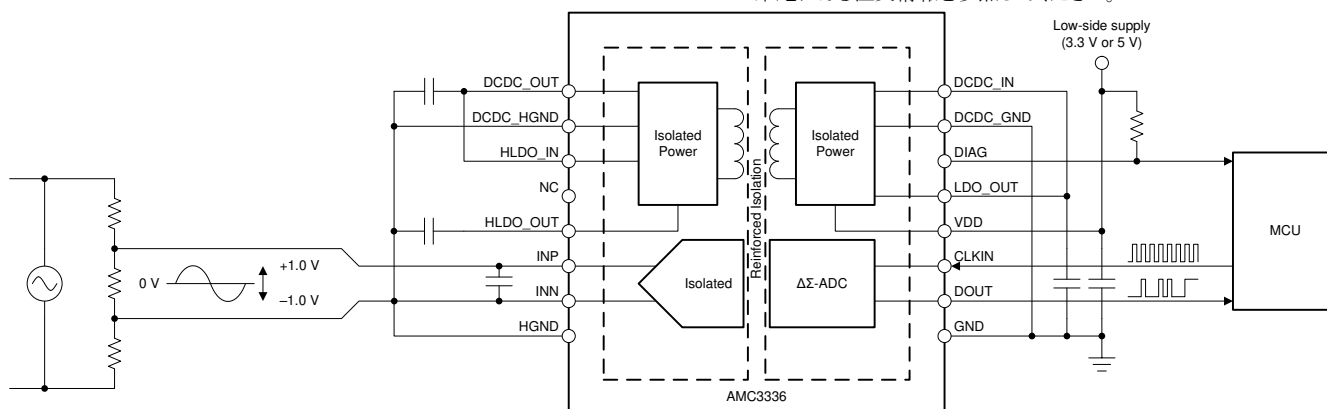 Low-side supply
(3.3 V or 5 V)
DCDC_OUT
DCDC_HGND
HLDO_IN
NC
HLDO_OUT
INP
INN
HGND
Isolated
Power
Reinforced Isolation
Isolated
Power
Isolated
ΔΣ-ADC
DCDC_IN
DCDC_GND
DIAG
LDO_OUT
VDD
CLKIN
DOUT
GND
MCU
0 V
+1.0 V
–1.0 V
AMC3336